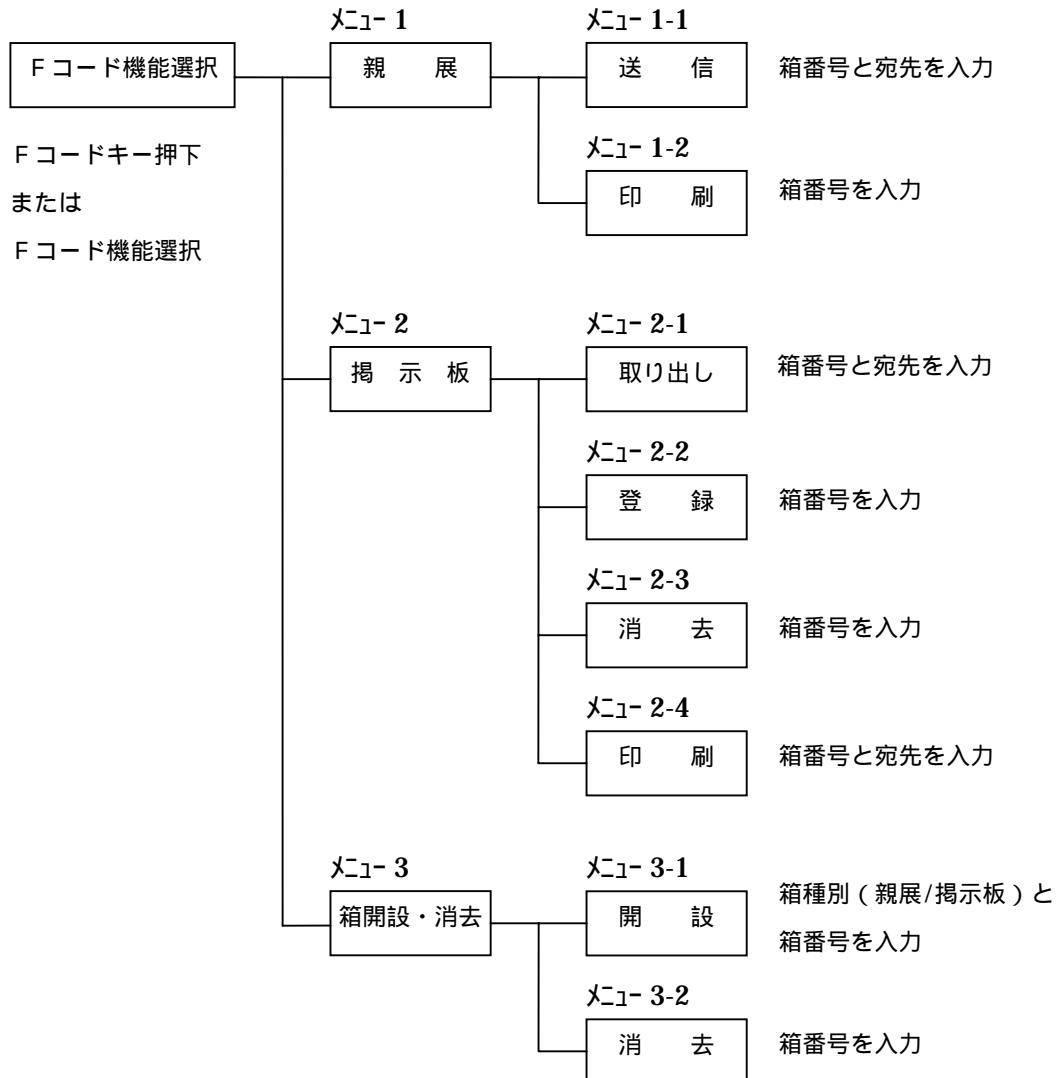 ﾒﾆｭｰ 1
ﾒﾆｭｰ 1-1
Ｆコード機能選択
親　展
送　信
箱番号と宛先を入力
Ｆコードキー押下
または
Ｆコード機能選択
ﾒﾆｭｰ 1-2
印　刷
箱番号を入力
ﾒﾆｭｰ 2
ﾒﾆｭｰ 2-1
掲　示　板
取り出し
箱番号と宛先を入力
ﾒﾆｭｰ 2-2
登　録
箱番号を入力
ﾒﾆｭｰ 2-3
消　去
箱番号を入力
ﾒﾆｭｰ 2-4
印　刷
箱番号と宛先を入力
ﾒﾆｭｰ 3
ﾒﾆｭｰ 3-1
箱開設・消去
開　設
箱種別（親展/掲示板）と
箱番号を入力
ﾒﾆｭｰ 3-2
消　去
箱番号を入力